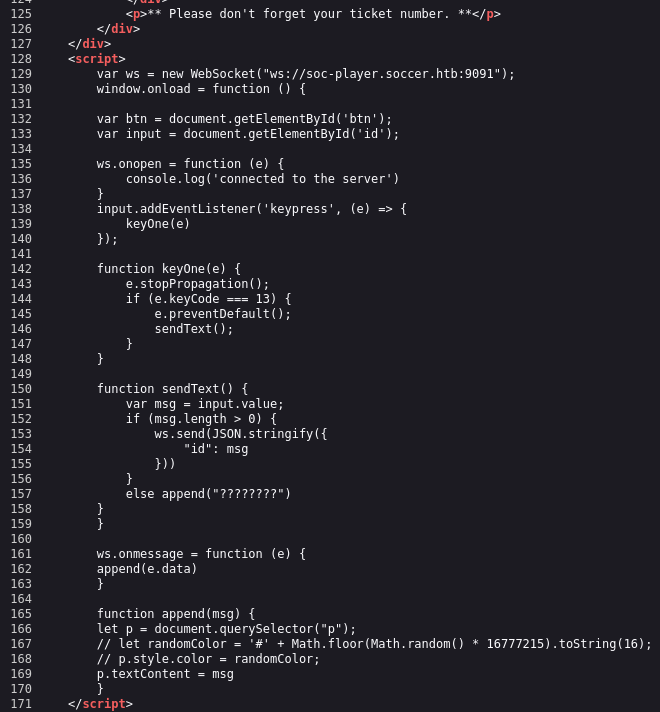 124             </div>
125             <p>** Please don't forget your ticket number. **</p>
126         </div>
127     </div>
128     <script>
129         var ws = new WebSocket("ws://soc-player.soccer.htb:9091");
130         window.onload = function () {
131
132         var btn = document.getElementById('btn');
133         var input = document.getElementById('id');
134
135         ws.onopen = function (e) {
136             console.log('connected to the server')
137         }
138         input.addEventListener('keypress', (e) => {
139             keyOne(e)
140         });
141
142         function keyOne(e) {
143             e.stopPropagation();
144             if (e.keyCode === 13) {
145                 e.preventDefault();
146                 sendText();
147             }
148         }
149
150         function sendText() {
151             var msg = input.value;
152             if (msg.length > 0) {
153                 ws.send(JSON.stringify({
154                     "id": msg
155                 }))
156             }
157             else append("????????")
158         }
159         }
160
161         ws.onmessage = function (e) {
162         append(e.data)
163         }
164
165         function append(msg) {
166         let p = document.querySelector("p");
167         // let randomColor = '#' + Math.floor(Math.random() * 16777215).toString(16);
168         // p.style.color = randomColor;
169         p.textContent = msg
170         }
171     </script>